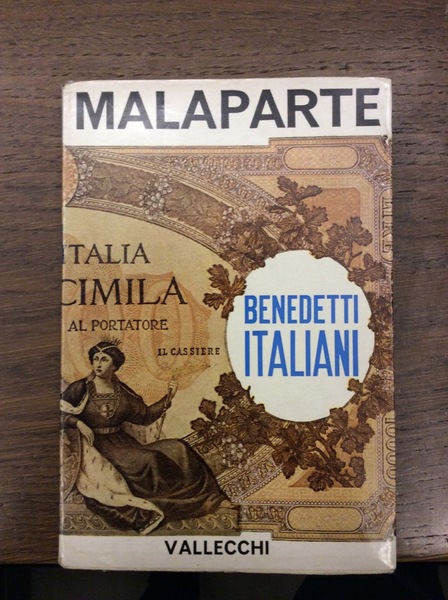 MALAPARTE
ITALIA
CIMILA
AL PORTATORE
IL CASSIERE
BENEDETTI
ITALIANI
VALLECCHI